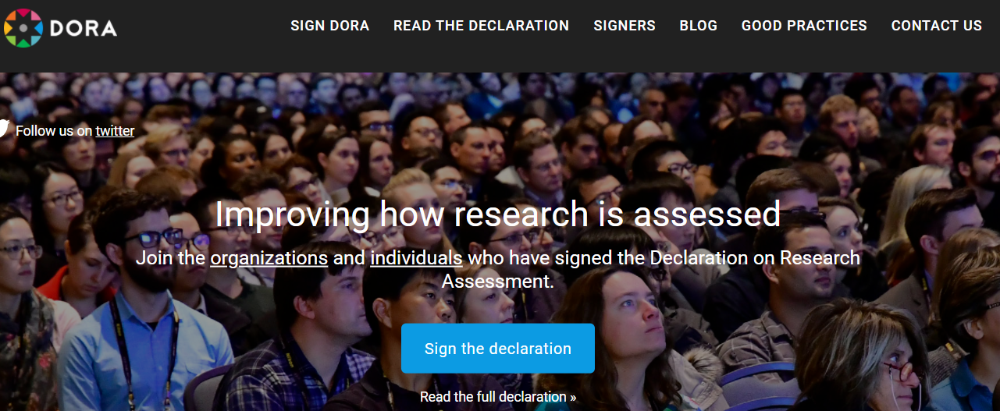 DORA
SIGN DORA READ THE DECLARATION SIGNERS BLOG GOOD PRACTICES CONTACT US
Follow us on twitter
Improving how research is assessed
Join the organizations and individuals who have signed the Declaration on Research
Assessment.
Sign the declaration
Read the full declaration »